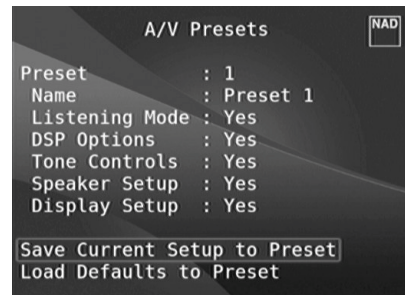 A/V Presets
NAD
Preset : 1
Name : Preset 1
Listening Mode : Yes
DSP Options : Yes
Tone Controls : Yes
Speaker Setup : Yes
Display Setup : Yes
Save Current Setup to Preset
Load Defaults to Preset